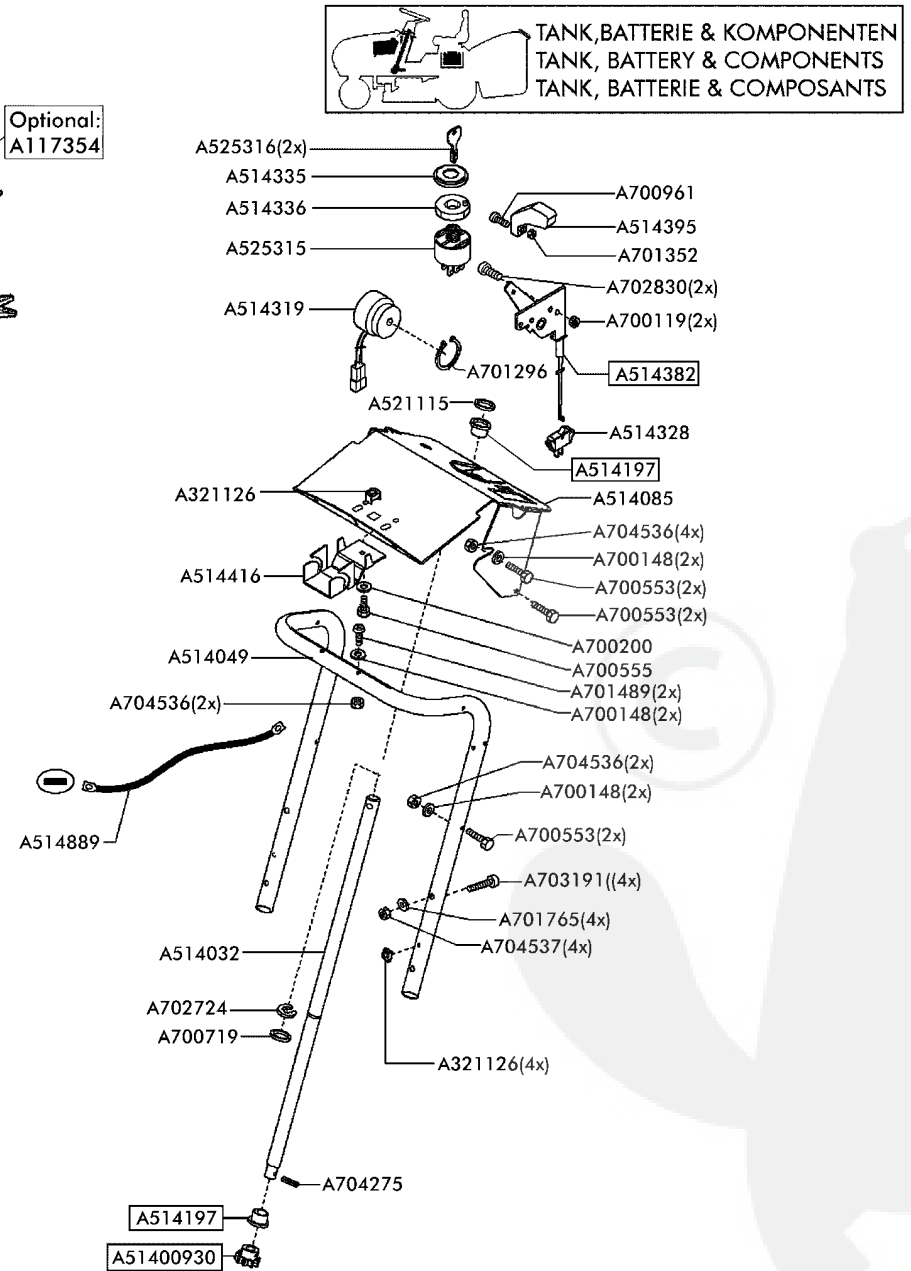 TANK,BATTERIE & KOMPONENTEN
TANK, BATTERY & COMPONENTS
TANK, BATTERIE & COMPOSANTS
Optional:
A117354
A525316(2x)
A514335
A514336
A525315
A700961
A514395
A701352
A702830(2x)
A514319
A700119(2x)
A701296
A514382
A521115
A514328
A514197
A321126
A514085
A704536(4x)
A700148(2x)
A514416
A700553(2x)
A700553(2x)
A700200
A514049
A700555
A701489(2x)
A704536(2x)
A700148(2x)
A704536(2x)
A700148(2x)
A514889
A700553(2x)
A703191((4x)
A701765(4x)
A514032
A704537(4x)
A702724
A700719
A321126(4x)
A704275
A514197
A51400930
©